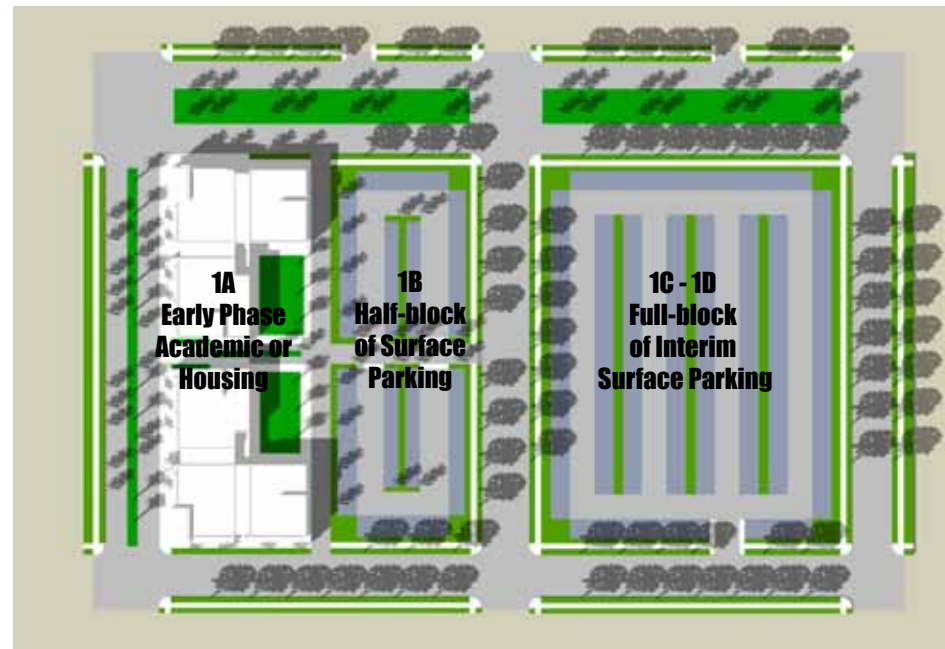 1A
Early Phase
Academic or
Housing
1B
Half-block
of Surface
Parking
1C - 1D
Full-block
of Interim
Surface Parking